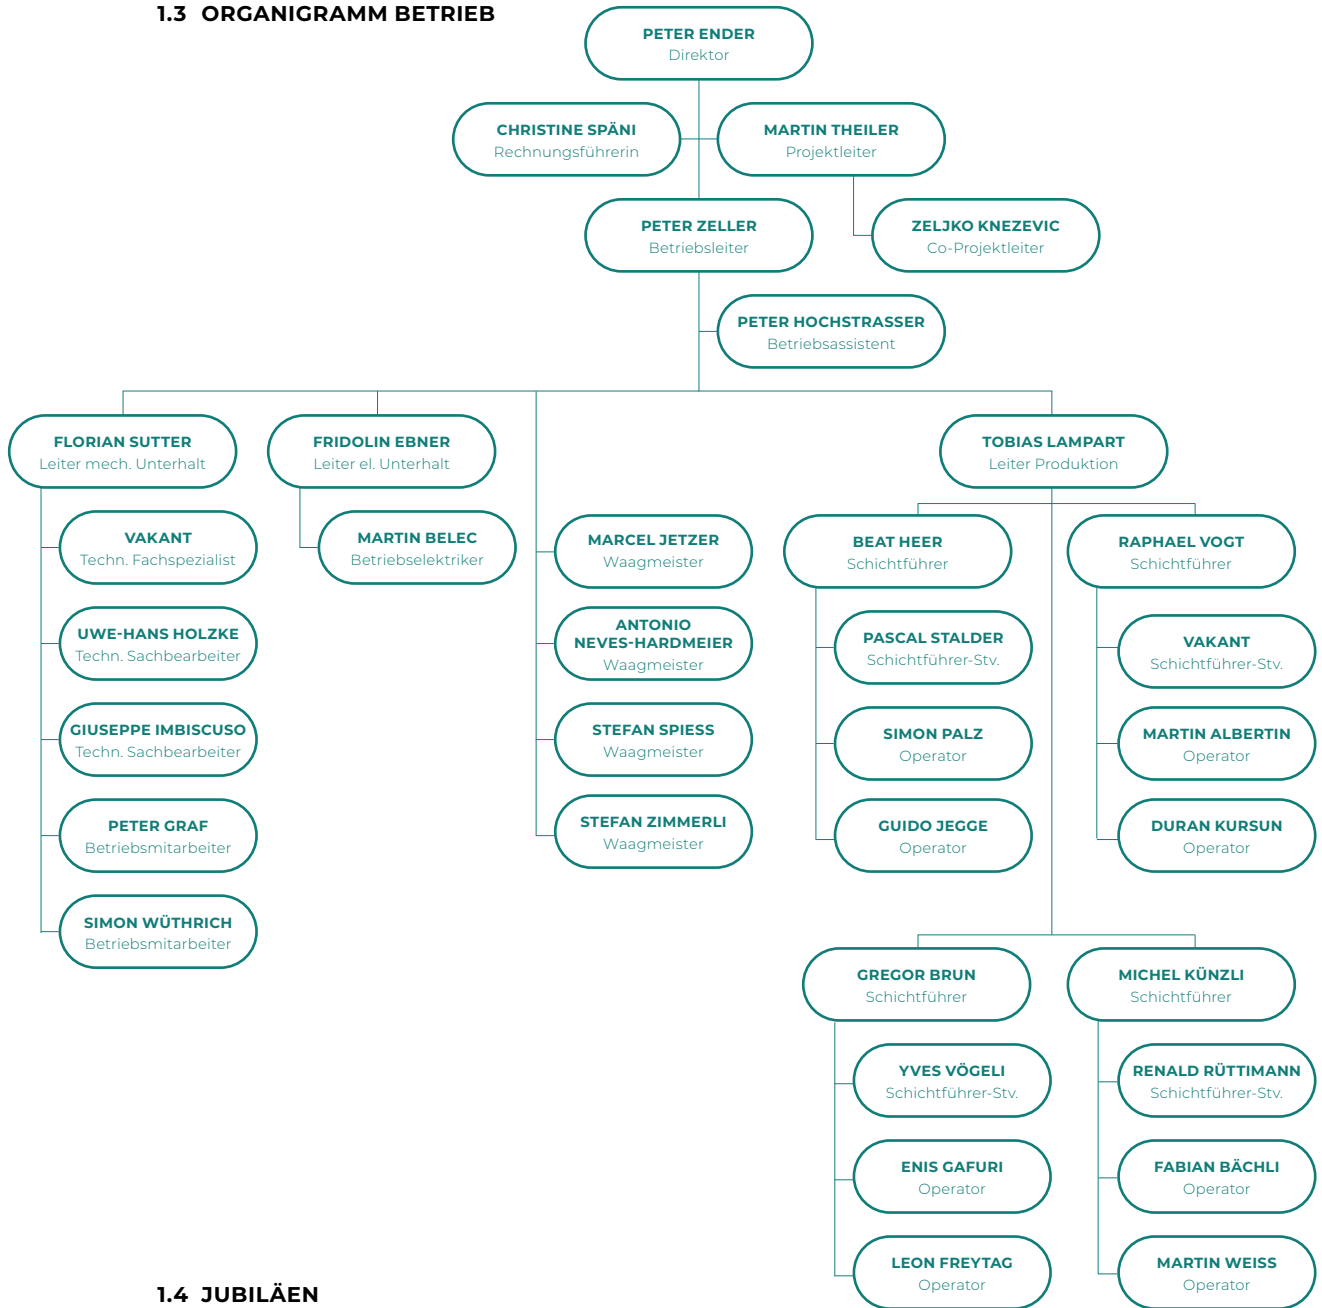 1.3 ORGANIGRAMM BETRIEB
PETER ENDER
Direktor
CHRISTINE SPÄNI
Rechnungsführerin
MARTIN THEILER
Projektleiter
PETER ZELLER
Betriebsleiter
ZELJKO KNEZEVIC
Co-Projektleiter
PETER HOCHSTRASSER
Betriebsassistent
FLORIAN SUTTER
Leiter mech. Unterhalt
FRIDOLIN EBNER
Leiter el. Unterhalt
TOBIAS LAMPART
Leiter Produktion
VAKANT
Techn. Fachspezialist
UWE-HANS HOLZKE
Techn. Sachbearbeiter
GIUSEPPE IMBISCUSO
Techn. Sachbearbeiter
PETER GRAF
Betriebsmitarbeiter
SIMON WÜTHRICH
Betriebsmitarbeiter
MARTIN BELEC
Betriebselektriker
MARCEL JETZER
Waagmeister
ANTONIO
NEVES-HARDMEIER
Waagmeister
STEFAN SPIESS
Waagmeister
STEFAN ZIMMERLI
Waagmeister
BEAT HEER
Schichtführer
PASCAL STALDER
Schichtführer-Stv.
SIMON PALZ
Operator
GUIDO JEGGE
Operator
RAPHAEL VOGT
Schichtführer
VAKANT
Schichtführer-Stv.
MARTIN ALBERTIN
Operator
DURAN KURSUN
Operator
GREGOR BRUN
Schichtführer
YVES VÖGELI
Schichtführer-Stv.
ENIS GAFURI
Operator
LEON FREYTAG
Operator
MICHEL KÜNZLI
Schichtführer
RENALD RÜTTIMANN
Schichtführer-Stv.
FABIAN BÄCHLI
Operator
MARTIN WEISS
Operator
1.4 JUBILÄEN